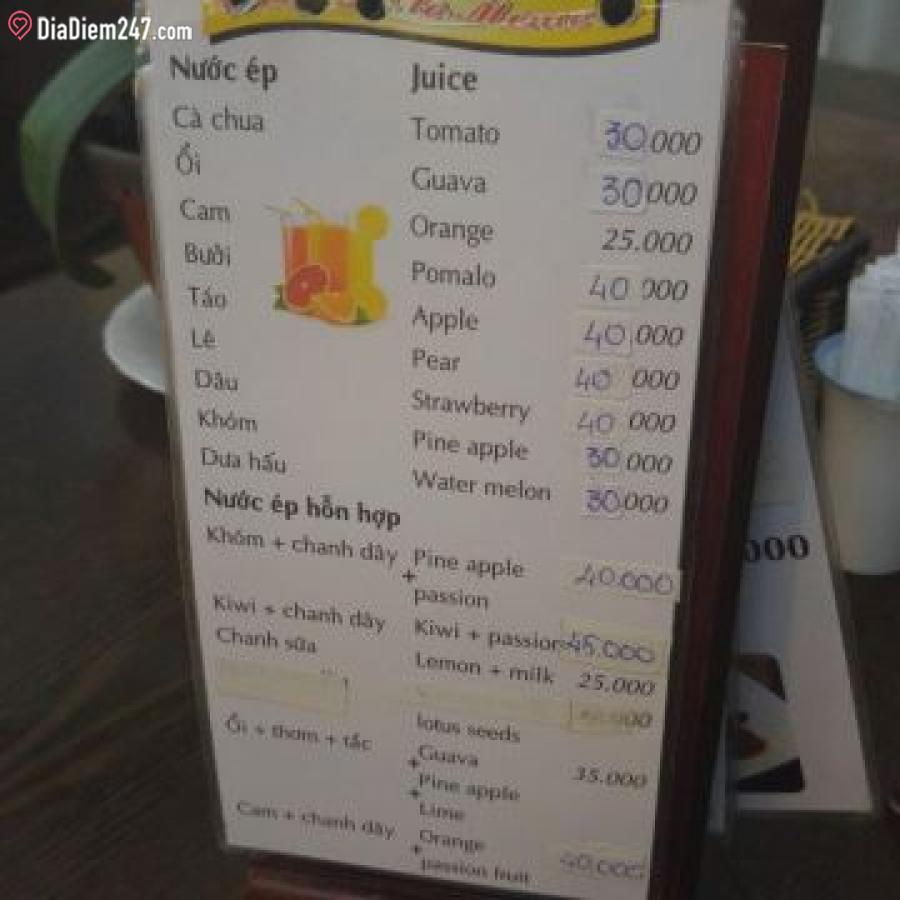 DiaDiem247.com
Nước ép Juice
Cà chua Tomato 30.000
Ổi Guava 30000
Cam Orange 25.000
Bưởi Pomalo 40 000
Táo Apple 40.000
Lê Pear 40 000
Dâu Strawberry 40 000
Khóm Pine apple 30.000
Dưa hấu Water melon 30.000
Nước ép hỗn hợp
Khóm + chanh dây Pine apple 40.000
+
passion
Kiwi + chanh dây Kiwi + passion 45.000
Chanh sữa Lemon + milk 25.000
lotus seeds
Ổi + thơm + tắc Guava 35.000
+
Pine apple
+
Lime
Cam + chanh dây Orange 40.000
+
passion fruit
000